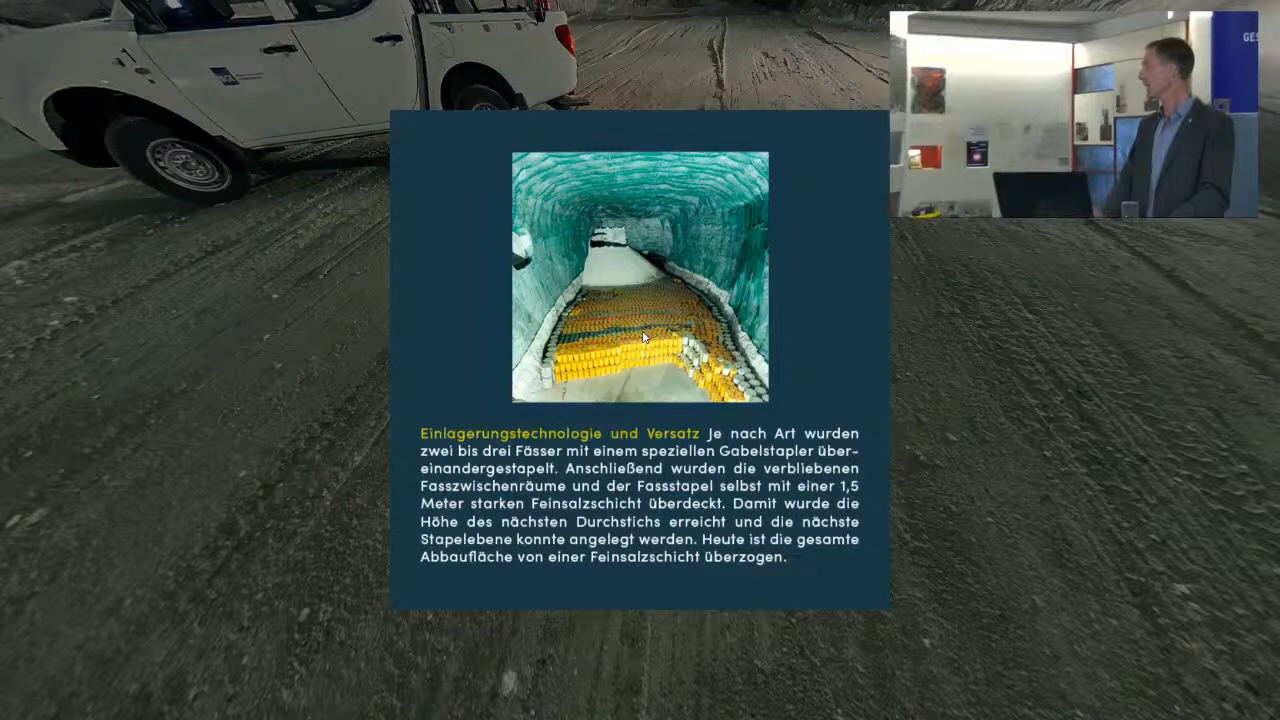 GES
Einlagerungstechnologie und Versatz Je nach Art wurden
zwei bis drei Fässer mit einem speziellen Gabelstapler über-
einandergestapelt. Anschließend wurden die verbliebenen
Fasszwischenräume und der Fassstapel selbst mit einer 1,5
Meter starken Feinsalzschicht überdeckt. Damit wurde die
Höhe des nächsten Durchstichs erreicht und die nächste
Stapelebene konnte angelegt werden. Heute ist die gesamte
Abbaufläche von einer Feinsalzschicht überzogen.